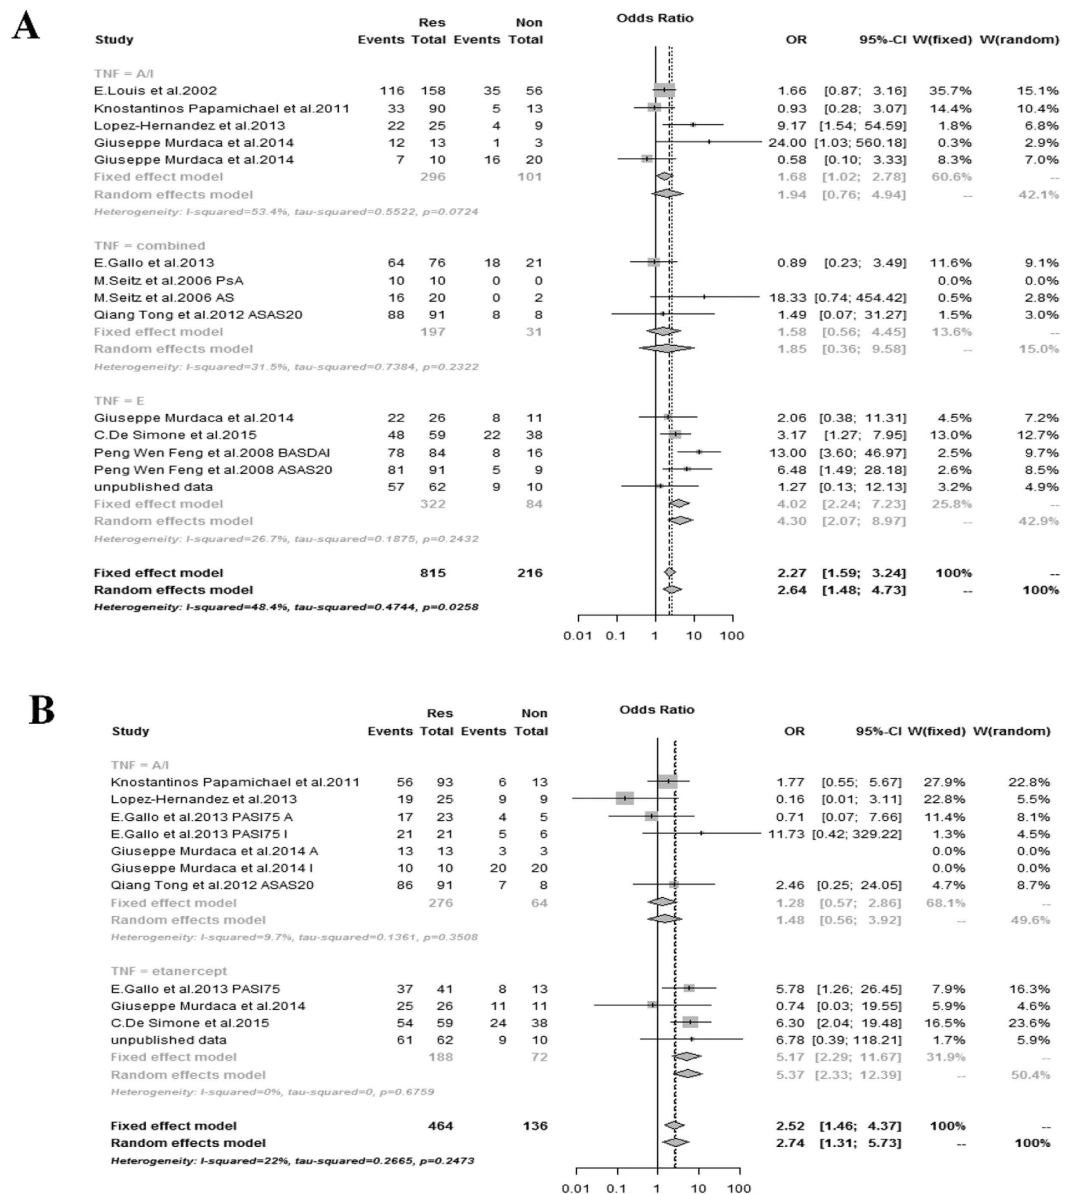 A
Odds Ratio
Res Non
Study Events Total Events Total OR 95%-CI W(fixed) W(random)
TNF = A/I
E.Louis et al.2002 116 158 35 56 1.66 [0.87; 3.16] 35.7% 15.1%
Knostantinos Papamichael et al.2011 33 90 5 13 0.93 [0.28; 3.07] 14.4% 10.4%
Lopez-Hernandez et al.2013 22 25 4 9 9.17 [1.54; 54.59] 1.8% 6.8%
Giuseppe Murdaca et al.2014 12 13 1 3 24.00 [1.03; 560.18] 0.3% 2.9%
Giuseppe Murdaca et al.2014 7 10 16 20 0.58 [0.10; 3.33] 8.3% 7.0%
Fixed effect model 296 101 1.68 [1.02; 2.78] 60.6% --
Random effects model 1.94 [0.76; 4.94] -- 42.1%
Heterogeneity: I-squared=53.4%, tau-squared=0.5522, p=0.0724
TNF = combined
E.Gallo et al.2013 64 76 18 21 0.89 [0.23; 3.49] 11.6% 9.1%
M.Seitz et al.2006 PsA 10 10 0 0 0.0% 0.0%
M.Seitz et al.2006 AS 16 20 0 2 18.33 [0.74; 454.42] 0.5% 2.8%
Qiang Tong et al.2012 ASAS20 88 91 8 8 1.49 [0.07; 31.27] 1.5% 3.0%
Fixed effect model 197 31 1.58 [0.56; 4.45] 13.6% --
Random effects model 1.85 [0.36; 9.58] -- 15.0%
Heterogeneity: I-squared=31.5%, tau-squared=0.7384, p=0.2322
TNF = E
Giuseppe Murdaca et al.2014 22 26 8 11 2.06 [0.38; 11.31] 4.5% 7.2%
C.De Simone et al.2015 48 59 22 38 3.17 [1.27; 7.95] 13.0% 12.7%
Peng Wen Feng et al.2008 BASDAI 78 84 8 16 13.00 [3.60; 46.97] 2.5% 9.7%
Peng Wen Feng et al.2008 ASAS20 81 91 5 9 6.48 [1.49; 28.18] 2.6% 8.5%
unpublished data 57 62 9 10 1.27 [0.13; 12.13] 3.2% 4.9%
Fixed effect model 322 84 4.02 [2.24; 7.23] 25.8% --
Random effects model 4.30 [2.07; 8.97] -- 42.9%
Heterogeneity: I-squared=26.7%, tau-squared=0.1875, p=0.2432
Fixed effect model 815 216 2.27 [1.59; 3.24] 100% --
Random effects model 2.64 [1.48; 4.73] -- 100%
Heterogeneity: I-squared=48.4%, tau-squared=0.4744, p=0.0258
0.01 0.1 1 10 100
B
Odds Ratio
Res Non
Study Events Total Events Total OR 95%-CI W(fixed) W(random)
TNF = A/I
Knostantinos Papamichael et al.2011 56 93 6 13 1.77 [0.55; 5.67] 27.9% 22.8%
Lopez-Hernandez et al.2013 19 25 9 9 0.16 [0.01; 3.11] 22.8% 5.5%
E.Gallo et al.2013 PASI75 A 17 23 4 5 0.71 [0.07; 7.66] 11.4% 8.1%
E.Gallo et al.2013 PASI75 I 21 21 5 6 11.73 [0.42; 329.22] 1.3% 4.5%
Giuseppe Murdaca et al.2014 A 13 13 3 3 0.0% 0.0%
Giuseppe Murdaca et al.2014 I 10 10 20 20 0.0% 0.0%
Qiang Tong et al.2012 ASAS20 86 91 7 8 2.46 [0.25; 24.05] 4.7% 8.7%
Fixed effect model 276 64 1.28 [0.57; 2.86] 68.1% --
Random effects model 1.48 [0.56; 3.92] -- 49.6%
Heterogeneity: I-squared=9.7%, tau-squared=0.1361, p=0.3508
TNF = etanercept
E.Gallo et al.2013 PASI75 37 41 8 13 5.78 [1.26; 26.45] 7.9% 16.3%
Giuseppe Murdaca et al.2014 25 26 11 11 0.74 [0.03; 19.55] 5.9% 4.6%
C.De Simone et al.2015 54 59 24 38 6.30 [2.04; 19.48] 16.5% 23.6%
unpublished data 61 62 9 10 6.78 [0.39; 118.21] 1.7% 5.9%
Fixed effect model 188 72 5.17 [2.29; 11.67] 31.9% --
Random effects model 5.37 [2.33; 12.39] -- 50.4%
Heterogeneity: I-squared=0%, tau-squared=0, p=0.6759
Fixed effect model 464 136 2.52 [1.46; 4.37] 100% --
Random effects model 2.74 [1.31; 5.73] -- 100%
Heterogeneity: I-squared=22%, tau-squared=0.2665, p=0.2473
0.01 0.1 1 10 100